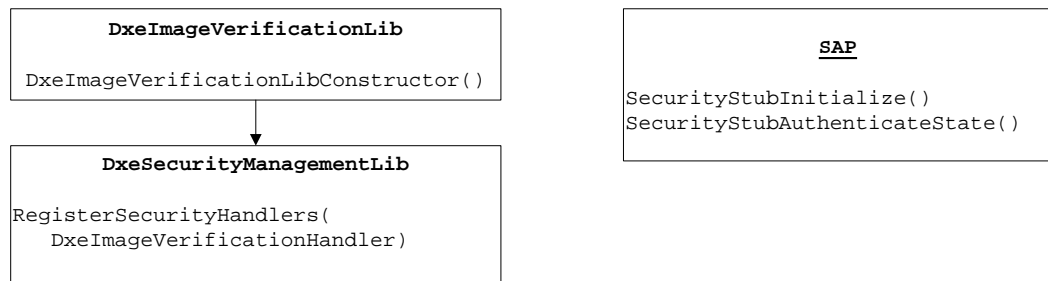 DxeImageVerificationLib
DxeImageVerificationLibConstructor()
DxeSecurityManagementLib
RegisterSecurityHandlers(
DxeImageVerificationHandler)
SAP
SecurityStubInitialize()
SecurityStubAuthenticateState()